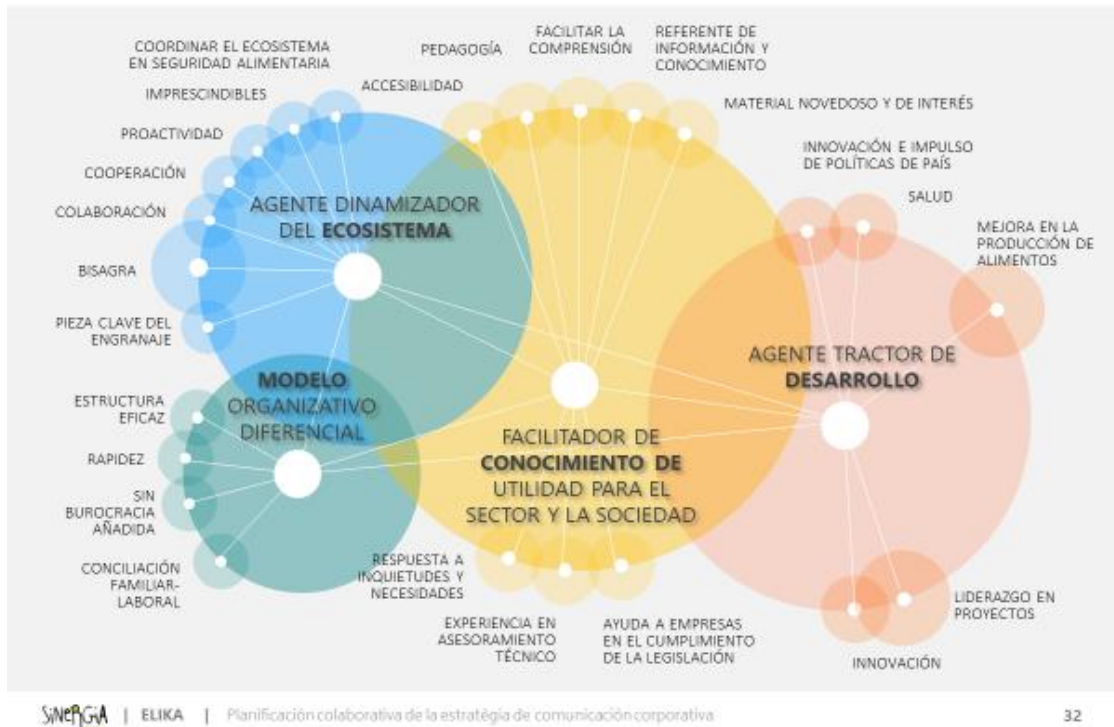 COORDINAR EL ECOSISTEMA
EN SEGURIDAD ALIMENTARIA
IMPRESCINDIBLES
ACCESIBILIDAD
PROACTIVIDAD
COOPERACIÓN
COLABORACIÓN
BISAGRA
PIEZA CLAVE DEL
ENGRANAJE
AGENTE DINAMIZADOR
DEL ECOSISTEMA
PEDAGOGÍA
FACILITAR LA
COMPRENSIÓN
REFERENTE DE
INFORMACIÓN Y
CONOCIMIENTO
MATERIAL NOVEDOSO Y DE INTERÉS
INNOVACIÓN E IMPULSO
DE POLÍTICAS DE PAÍS
SALUD
MEJORA EN LA
PRODUCCIÓN DE
ALIMENTOS
AGENTE TRACTOR DE
DESARROLLO
MODELO
ORGANIZATIVO
DIFERENCIAL
ESTRUCTURA
EFICAZ
RAPIDEZ
SIN
BUROCRACIA
AÑADIDA
CONCILIACIÓN
FAMILIAR-
LABORAL
FACILITADOR DE
CONOCIMIENTO DE
UTILIDAD PARA EL
SECTOR Y LA SOCIEDAD
RESPUESTA A
INQUIETUDES Y
NECESIDADES
EXPERIENCIA EN
ASESORAMIENTO
TÉCNICO
AYUDA A EMPRESAS
EN EL CUMPLIMIENTO
DE LA LEGISLACIÓN
LIDERAZGO EN
PROYECTOS
INNOVACIÓN
SiNeRGiA | ELIKA | Planificación colaborativa de la estratégia de comunicación corporativa 32